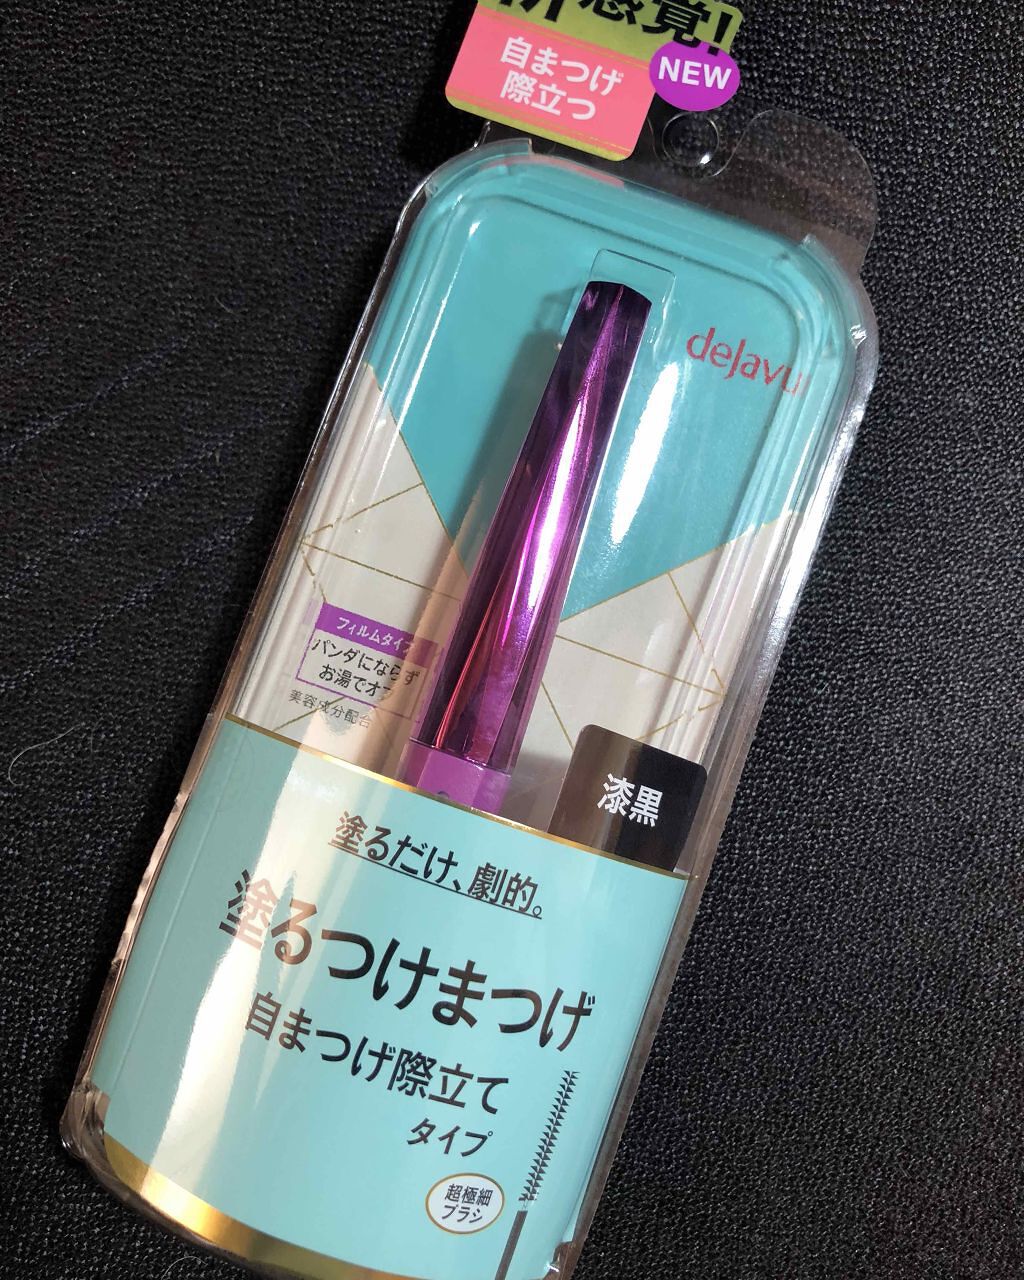 感覚!
自まつげ
際立つ
NEW
dejavu
フィルムタイプ
パンダにならず
お湯でオフ
美容成分配合
漆黒
塗るだけ、劇的。
塗るつけまつげ
自まつげ際立て
タイプ
超極細
ブラシ